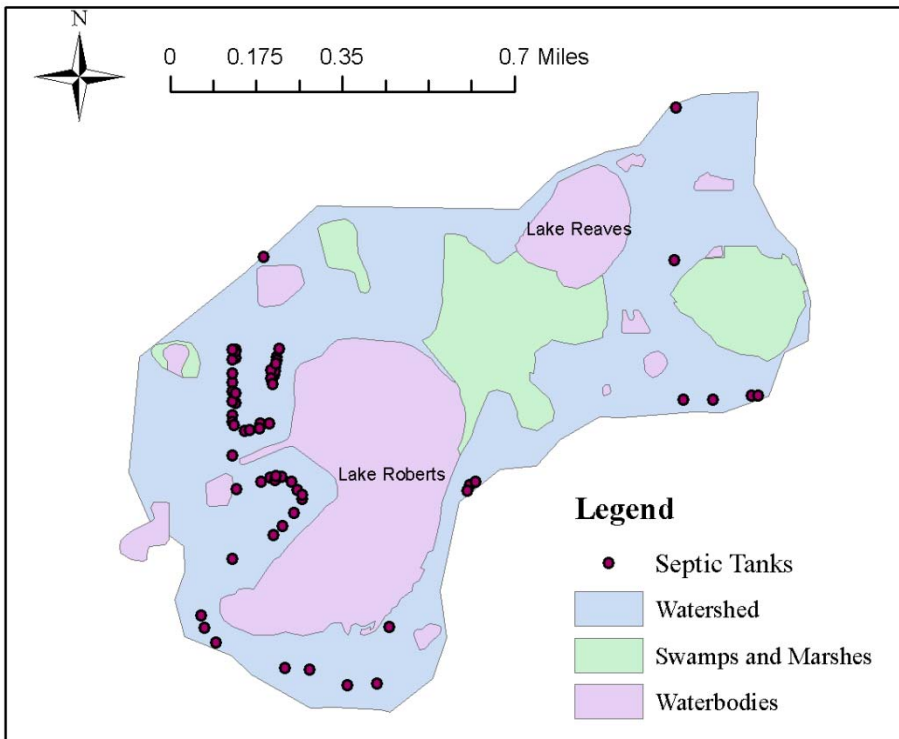 N
0 0.175 0.35 0.7 Miles
Lake Reaves
Lake Roberts
Legend
Septic Tanks
Watershed
Swamps and Marshes
Waterbodies